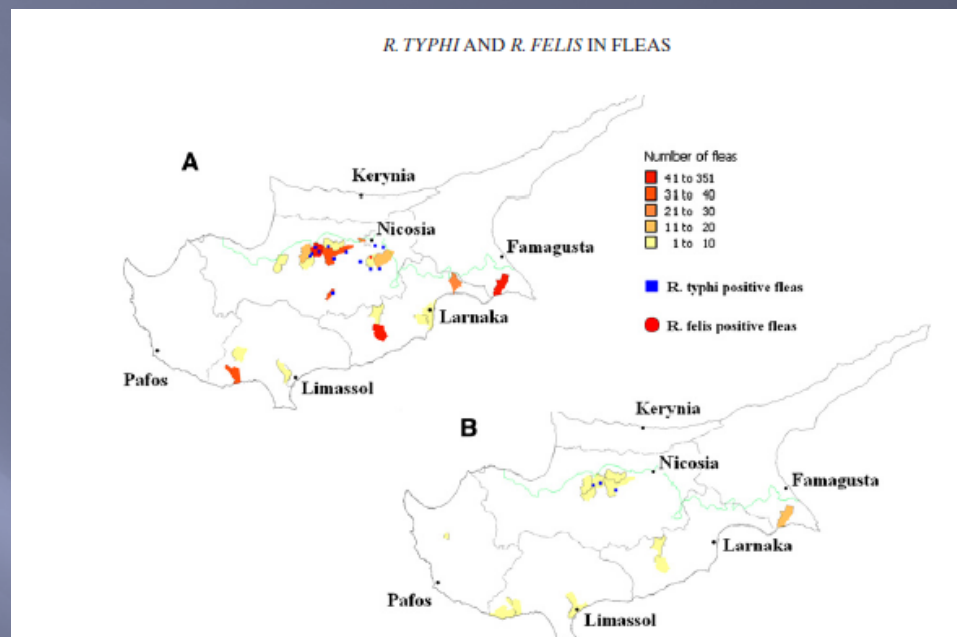 R. TYPHI AND R. FELIS IN FLEAS
A
Kerynia
Nicosia
Famagusta
Larnaka
Limassol
Pafos
Number of fleas
41 to 351
31 to 40
21 to 30
11 to 20
1 to 10
R. typhi positive fleas
R. felis positive fleas
B
Kerynia
Nicosia
Famagusta
Larnaka
Limassol
Pafos